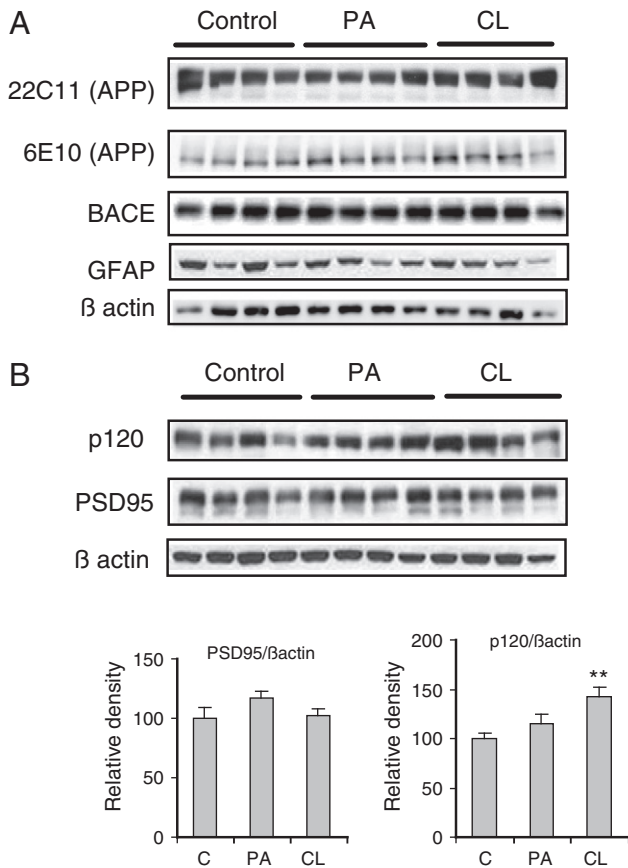 A
Control PA CL
22C11 (APP)
6E10 (APP)
BACE
GFAP
ß actin
B
Control PA CL
p120
PSD95
ß actin
PSD95/ßactin
Relative density
150
100
50
0
C PA CL
p120/ßactin
Relative density
200
150
100
50
0
**
C PA CL